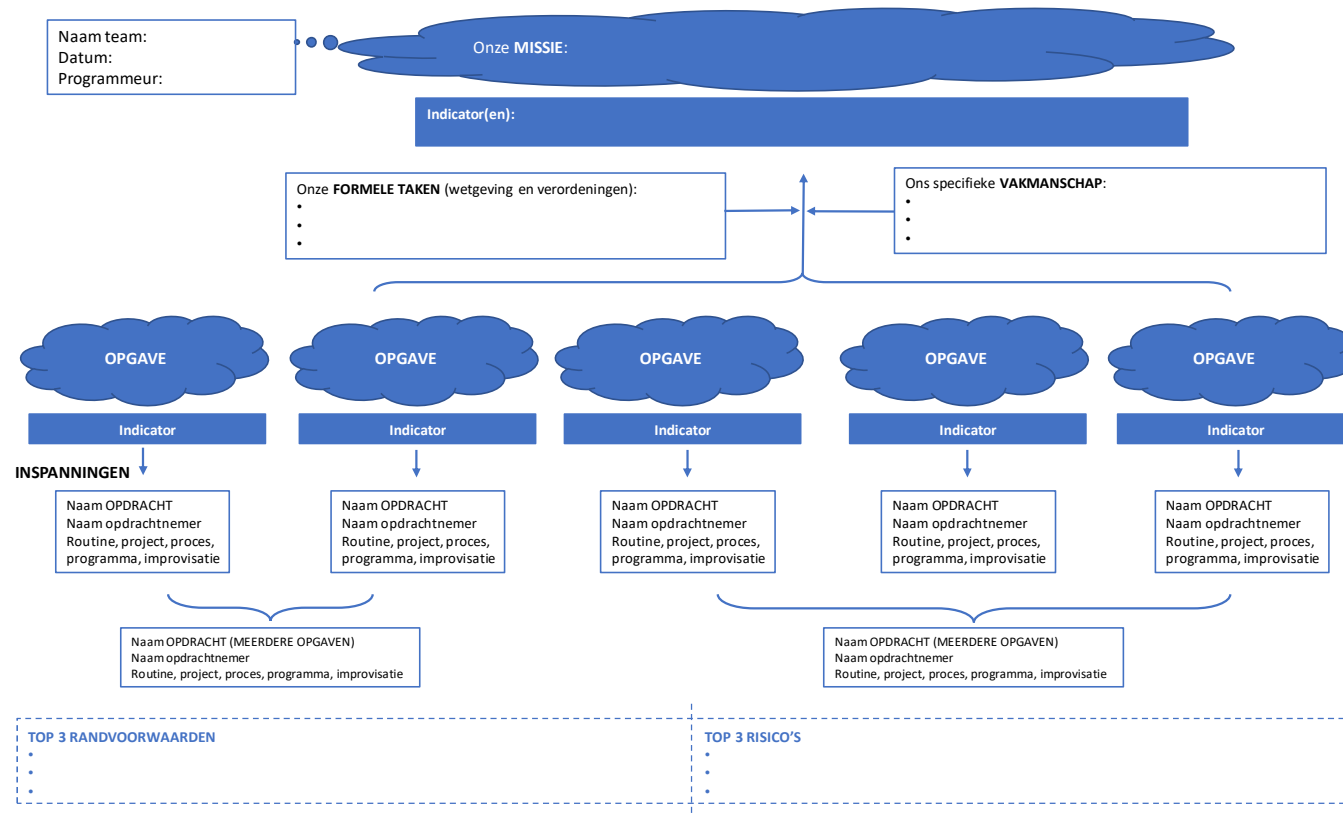 Naam team:
Datum:
Programmeur:
Onze MISSIE:
Indicator(en):
Onze FORMELE TAKEN (wetgeving en verordeningen):
•
•
•
Ons specifieke VAKMANSCHAP:
•
•
•
OPGAVE
OPGAVE
OPGAVE
OPGAVE
OPGAVE
Indicator
Indicator
Indicator
Indicator
Indicator
INSPANNINGEN
Naam OPDRACHT
Naam opdrachtnemer
Routine, project, proces,
programma, improvisatie
Naam OPDRACHT
Naam opdrachtnemer
Routine, project, proces,
programma, improvisatie
Naam OPDRACHT
Naam opdrachtnemer
Routine, project, proces,
programma, improvisatie
Naam OPDRACHT
Naam opdrachtnemer
Routine, project, proces,
programma, improvisatie
Naam OPDRACHT
Naam opdrachtnemer
Routine, project, proces,
programma, improvisatie
Naam OPDRACHT (MEERDERE OPGAVEN)
Naam opdrachtnemer
Routine, project, proces, programma, improvisatie
Naam OPDRACHT (MEERDERE OPGAVEN)
Naam opdrachtnemer
Routine, project, proces, programma, improvisatie
TOP 3 RANDVOORWAARDEN
•
•
•
TOP 3 RISICO'S
•
•
•